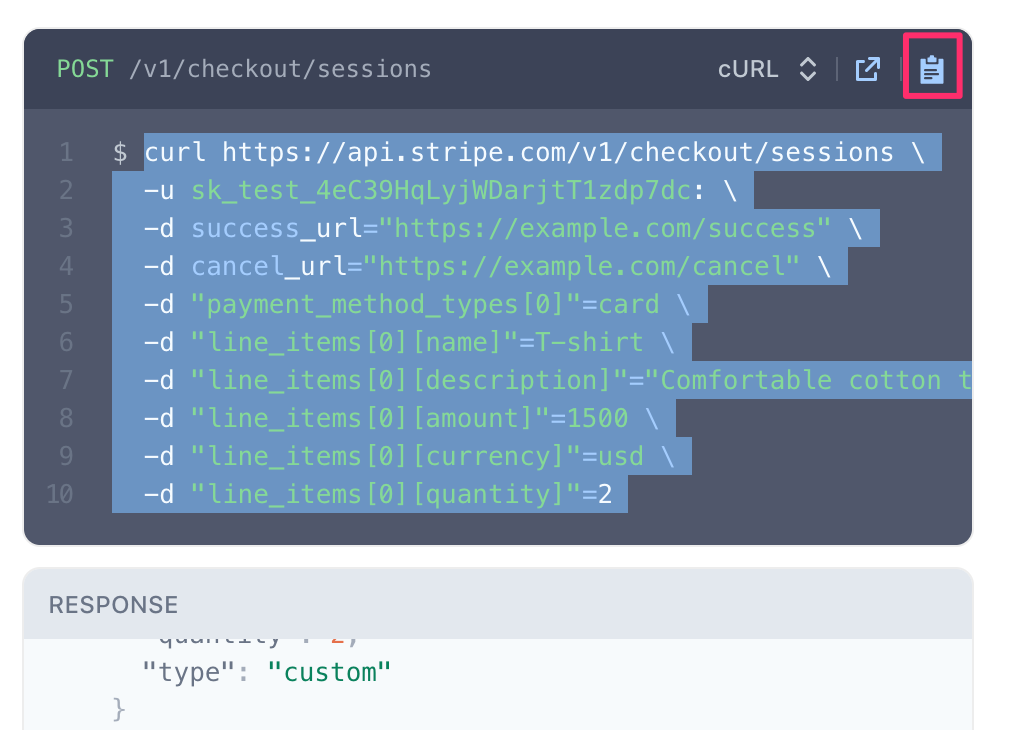 POST /v1/checkout/sessions cURL
1 $ curl https://api.stripe.com/v1/checkout/sessions \
2 -u sk_test_4eC39HqLyjWDarjtT1zdp7dc: \
3 -d success_url="https://example.com/success" \
4 -d cancel_url="https://example.com/cancel" \
5 -d "payment_method_types[0]"=card \
6 -d "line_items[0][name]"=T-shirt \
7 -d "line_items[0][description]"="Comfortable cotton t
8 -d "line_items[0][amount]"=1500 \
9 -d "line_items[0][currency]"=usd \
10 -d "line_items[0][quantity]"=2
RESPONSE
"quantity": 2,
"type": "custom"
}